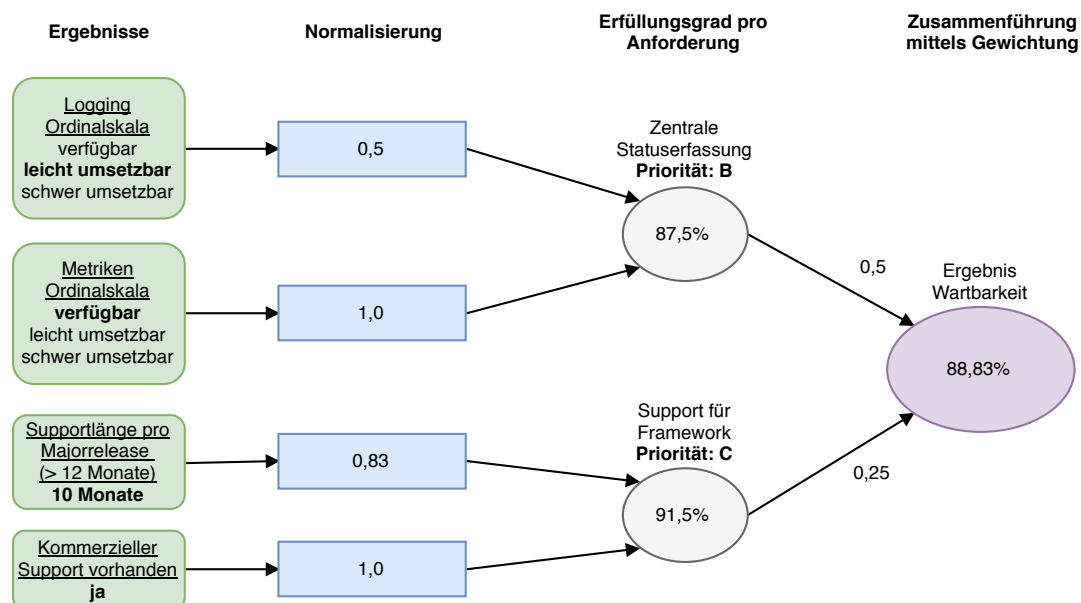 Ergebnisse
Normalisierung
Erfüllungsgrad pro
Anforderung
Zusammenführung
mittels Gewichtung
Logging
Ordinalskala
verfügbar
leicht umsetzbar
schwer umsetzbar
0,5
Zentrale
Statuserfassung
Priorität: B
87,5%
Metriken
Ordinalskala
verfügbar
leicht umsetzbar
schwer umsetzbar
1,0
0,5
Ergebnis
Wartbarkeit
88,83%
Supportlänge pro
Majorrelease
(> 12 Monate)
10 Monate
0,83
Support für
Framework
Priorität: C
91,5%
0,25
Kommerzieller
Support vorhanden
ja
1,0